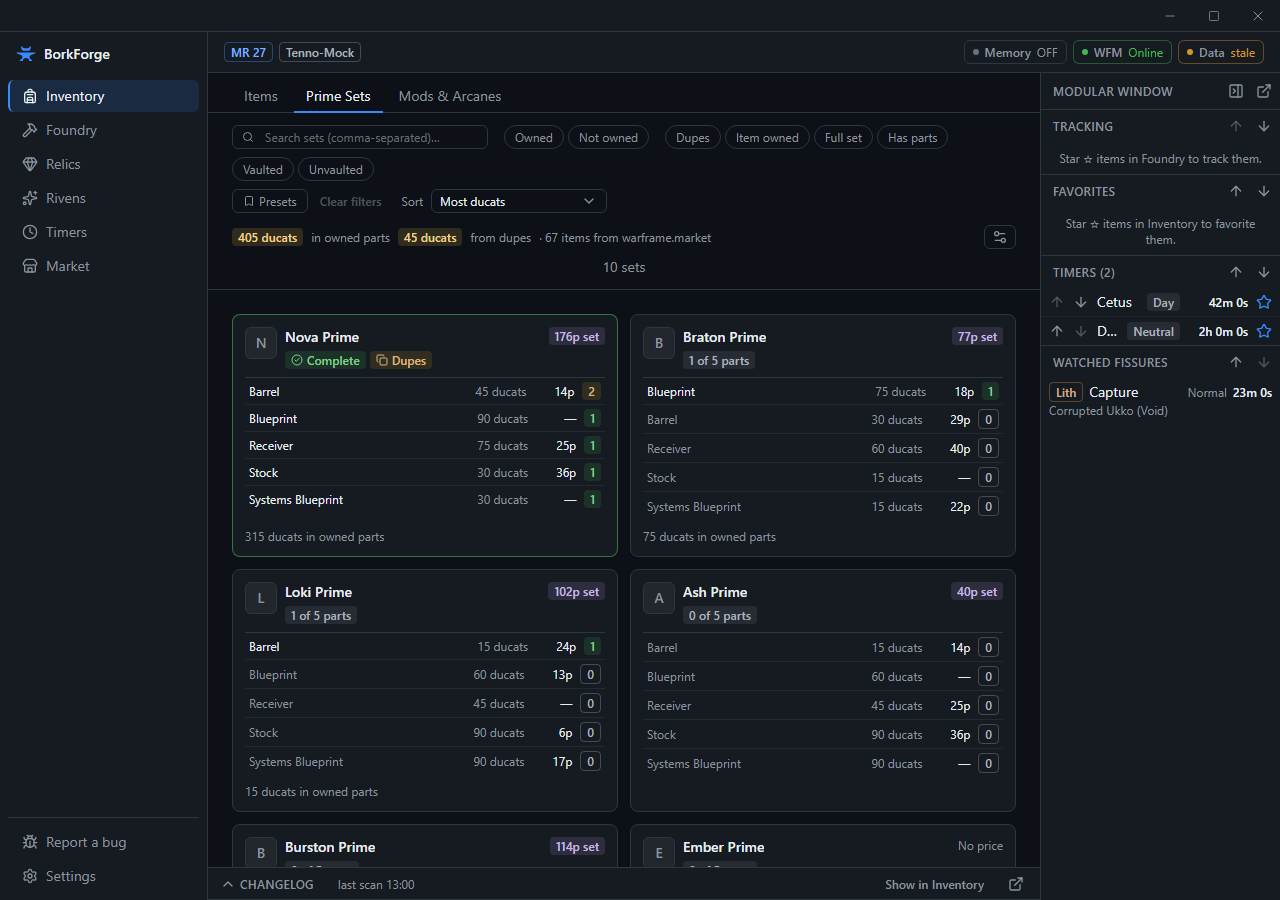 BorkForge
MR 27
Tenno-Mock
Memory OFF
WFM Online
Data stale
Inventory
Foundry
Relics
Rivens
Timers
Market
Report a bug
Settings
Items
Prime Sets
Mods & Arcanes
Search sets (comma-separated)...
Owned
Not owned
Dupes
Item owned
Full set
Has parts
Vaulted
Unvaulted
Presets
Clear filters
Sort
Most ducats
405 ducats in owned parts 45 ducats from dupes · 67 items from warframe.market
10 sets
N
Nova Prime
176p set
Complete
Dupes
Barrel 45 ducats 14p 2
Blueprint 90 ducats — 1
Receiver 75 ducats 25p 1
Stock 30 ducats 36p 1
Systems Blueprint 30 ducats — 1
315 ducats in owned parts
B
Braton Prime
77p set
1 of 5 parts
Blueprint 75 ducats 18p 1
Barrel 30 ducats 29p 0
Receiver 60 ducats 40p 0
Stock 15 ducats — 0
Systems Blueprint 15 ducats 22p 0
75 ducats in owned parts
L
Loki Prime
102p set
1 of 5 parts
Barrel 15 ducats 24p 1
Blueprint 60 ducats 13p 0
Receiver 45 ducats — 0
Stock 90 ducats 6p 0
Systems Blueprint 90 ducats 17p 0
15 ducats in owned parts
A
Ash Prime
40p set
0 of 5 parts
Barrel 15 ducats 14p 0
Blueprint 60 ducats — 0
Receiver 45 ducats 25p 0
Stock 90 ducats 36p 0
Systems Blueprint 90 ducats — 0
B
Burston Prime
114p set
E
Ember Prime
No price
CHANGELOG
last scan 13:00
Show in Inventory
MODULAR WINDOW
TRACKING
Star ☆ items in Foundry to track them.
FAVORITES
Star ☆ items in Inventory to favorite
them.
TIMERS (2)
Cetus Day 42m 0s
D... Neutral 2h 0m 0s
WATCHED FISSURES
Lith Capture Normal 23m 0s
Corrupted Ukko (Void)